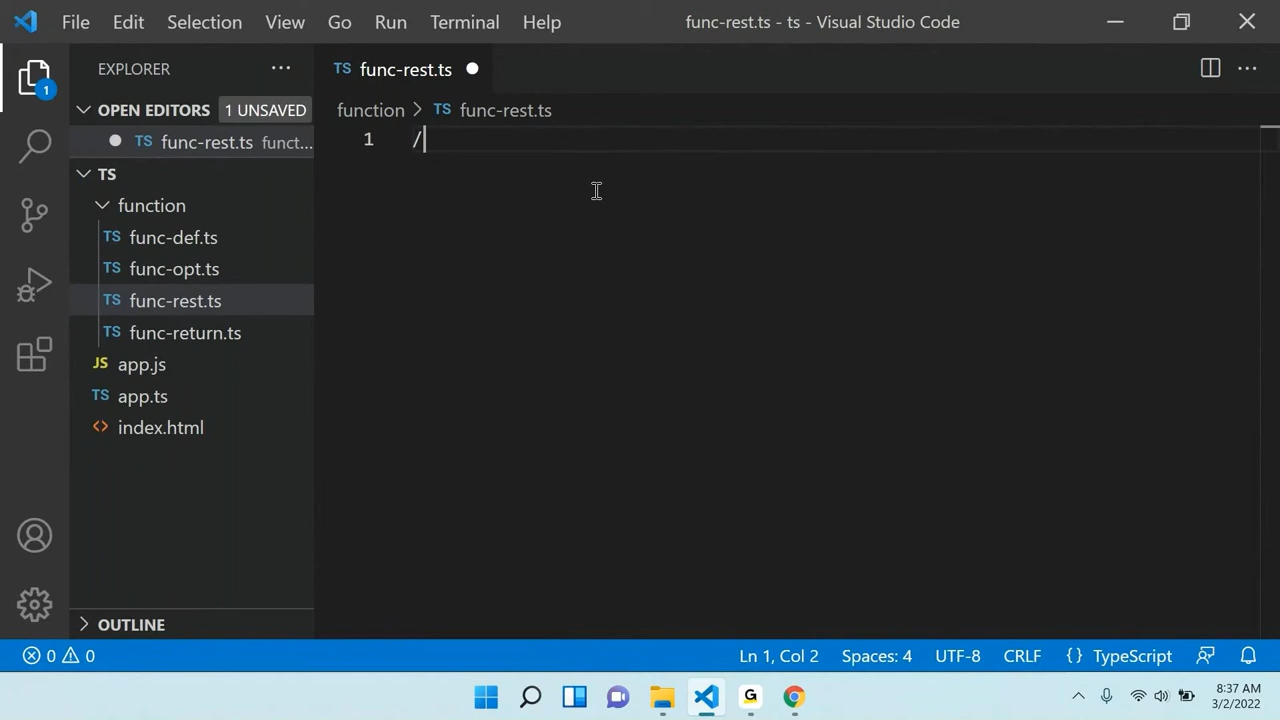 File Edit Selection View Go Run Terminal Help func-rest.ts - ts - Visual Studio Code
EXPLORER ···
TS func-rest.ts
OPEN EDITORS 1 UNSAVED
function > TS func-rest.ts
TS func-rest.ts funct...
1 /
TS
function
TS func-def.ts
TS func-opt.ts
TS func-rest.ts
TS func-return.ts
JS app.js
TS app.ts
<> index.html
OUTLINE
1
0 0 Ln 1, Col 2 Spaces: 4 UTF-8 CRLF {} TypeScript
G
8:37 AM
3/2/2022